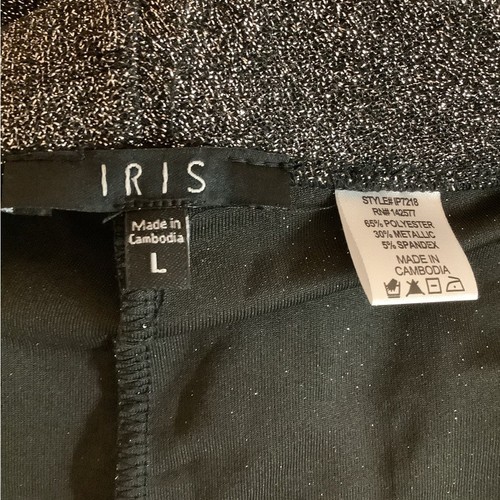 IRIS
Made in
Cambodia
L
STYLE# IP7218
RN# 142577
65% POLYESTER
30% METALLIC
5% SPANDEX
MADE IN
CAMBODIA